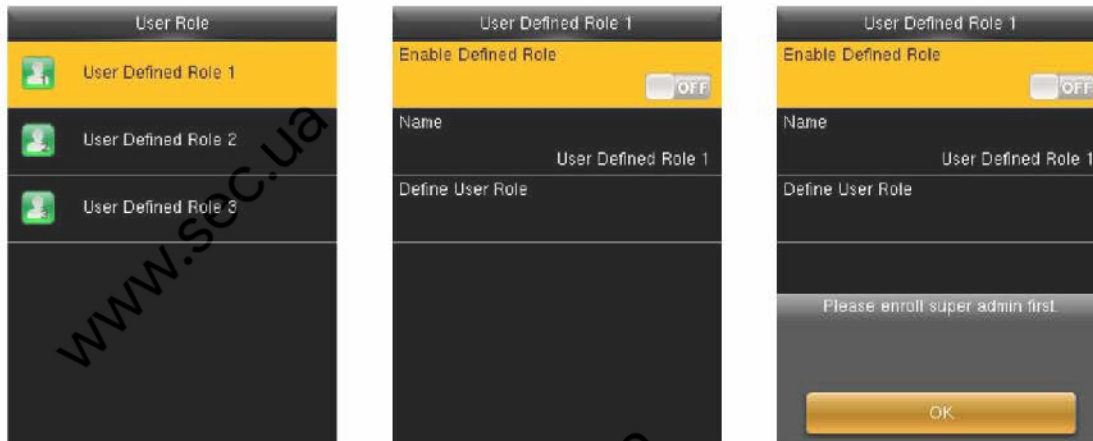 User Role
User Defined Role 1
User Defined Role 2
User Defined Role 3
User Defined Role 1
Enable Defined Role
OFF
Name
User Defined Role 1
Define User Role
User Defined Role 1
Enable Defined Role
OFF
Name
User Defined Role 1
Define User Role
Please enroll super admin first.
OK
www.soc.ua